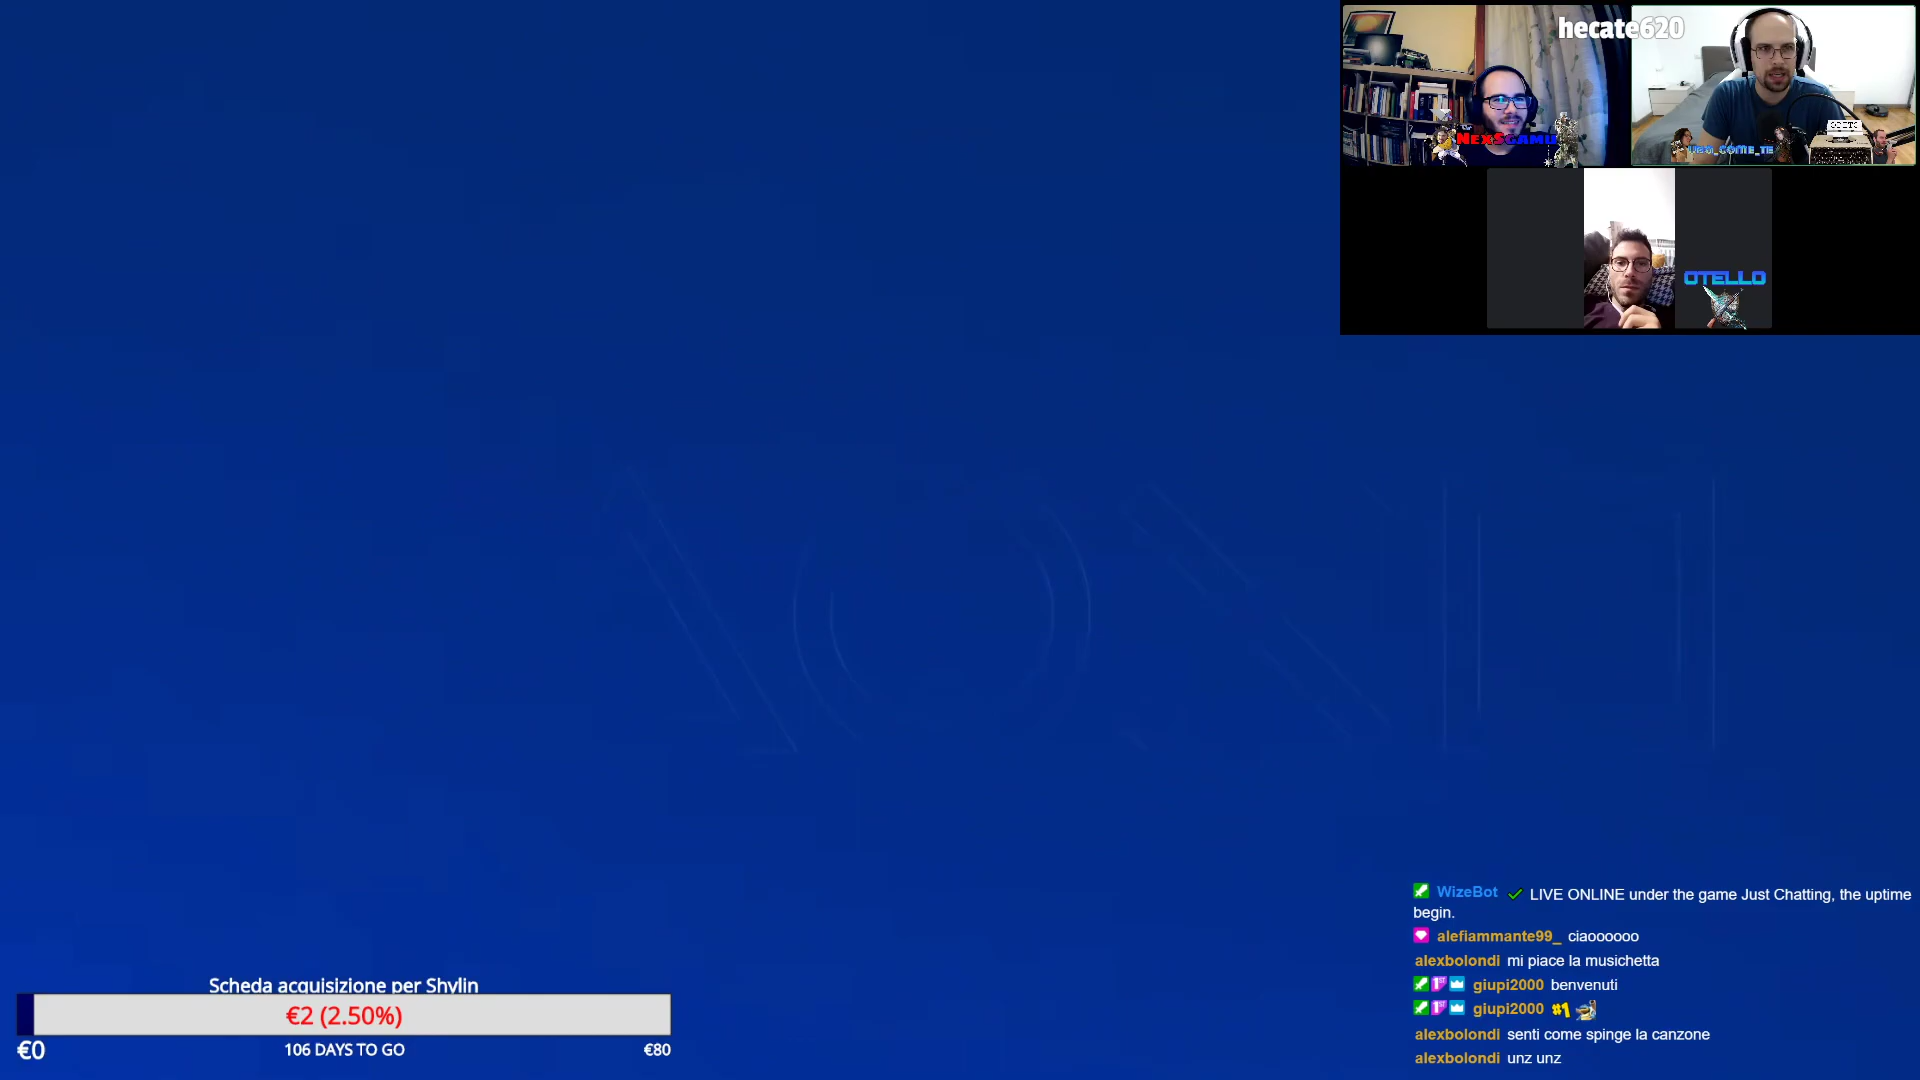 hecate620
NexSGamu
OTELLO
WizeBot LIVE ONLINE under the game Just Chatting, the uptime
begin.
alefiammante99_ ciaoooooo
alexbolondi mi piace la musichetta
giupi2000 benvenuti
giupi2000 #1
alexbolondi senti come spinge la canzone
alexbolondi unz unz
Scheda acquisizione per Shylin
€2 (2.50%)
€0 106 DAYS TO GO €80